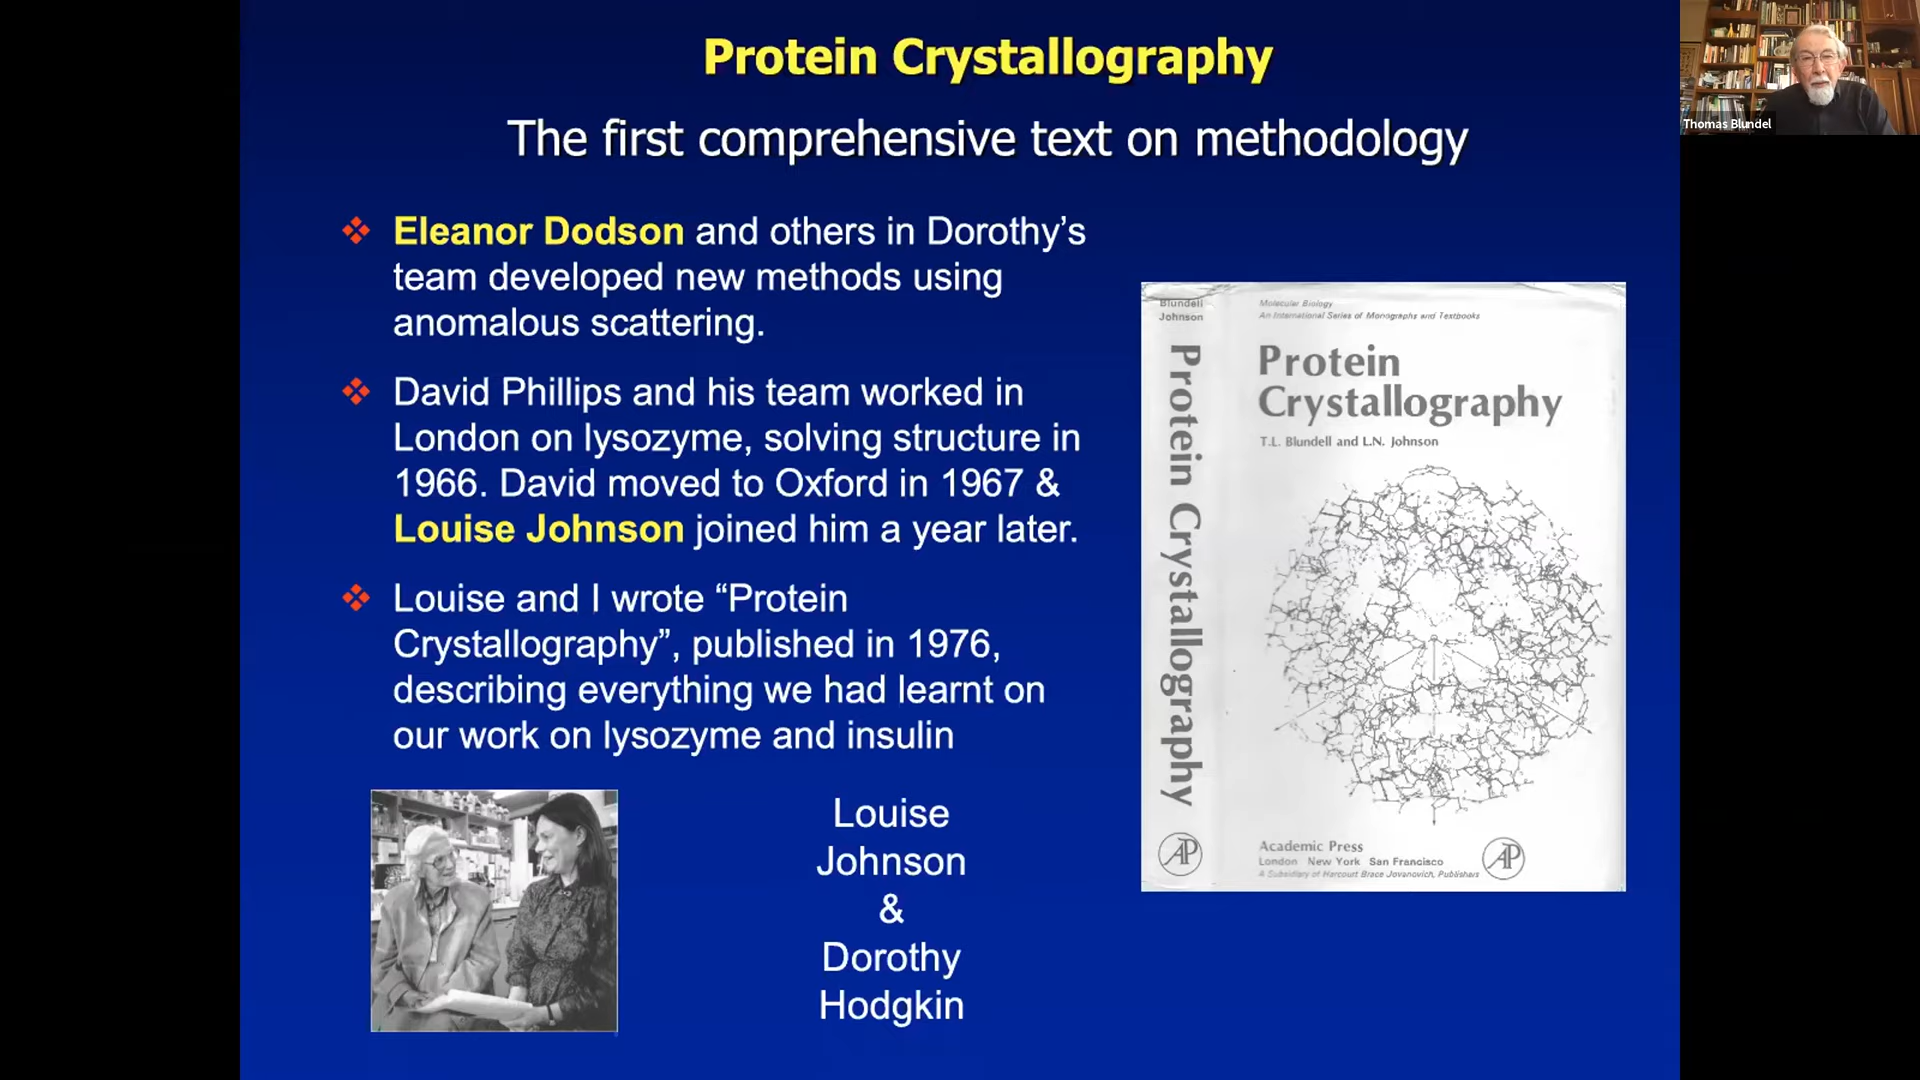 Protein Crystallography
The first comprehensive text on methodology
❖ Eleanor Dodson and others in Dorothy’s
team developed new methods using
anomalous scattering.
❖ David Phillips and his team worked in
London on lysozyme, solving structure in
1966. David moved to Oxford in 1967 &
Louise Johnson joined him a year later.
❖ Louise and I wrote “Protein
Crystallography”, published in 1976,
describing everything we had learnt on
our work on lysozyme and insulin
Louise
Johnson
&
Dorothy
Hodgkin
Blundell
Johnson
Protein Crystallography
AP
Molecular Biology
An International Series of Monographs and Textbooks
Protein
Crystallography
T.L. Blundell and L.N. Johnson
Academic Press
London New York San Francisco
A Subsidiary of Harcourt Brace Jovanovich, Publishers
AP
Thomas Blundel